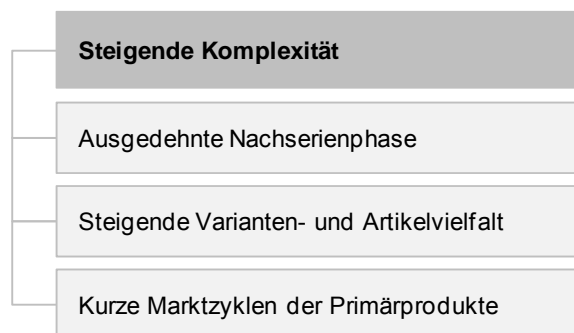 Steigende Komplexität
Ausgedehnte Nachserienphase
Steigende Varianten- und Artikelvielfalt
Kurze Marktzyklen der Primärprodukte